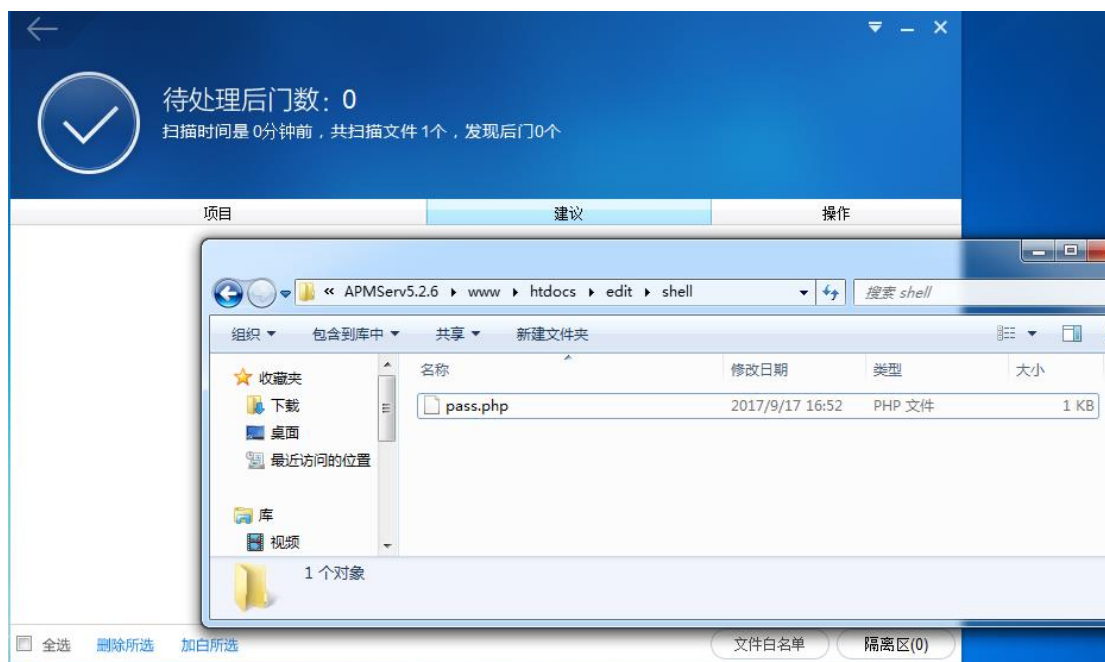 待处理后门数：0
扫描时间是 0分钟前，共扫描文件 1个，发现后门0个
项目 建议 操作
« APMServ5.2.6 ▸ www ▸ htdocs ▸ edit ▸ shell 搜索 shell
组织 包含到库中 共享 新建文件夹
收藏夹
下载
桌面
最近访问的位置
库
视频
名称 修改日期 类型 大小
pass.php 2017/9/17 16:52 PHP 文件 1 KB
1 个对象
全选 删除所选 加白所选 文件白名单 隔离区(0)